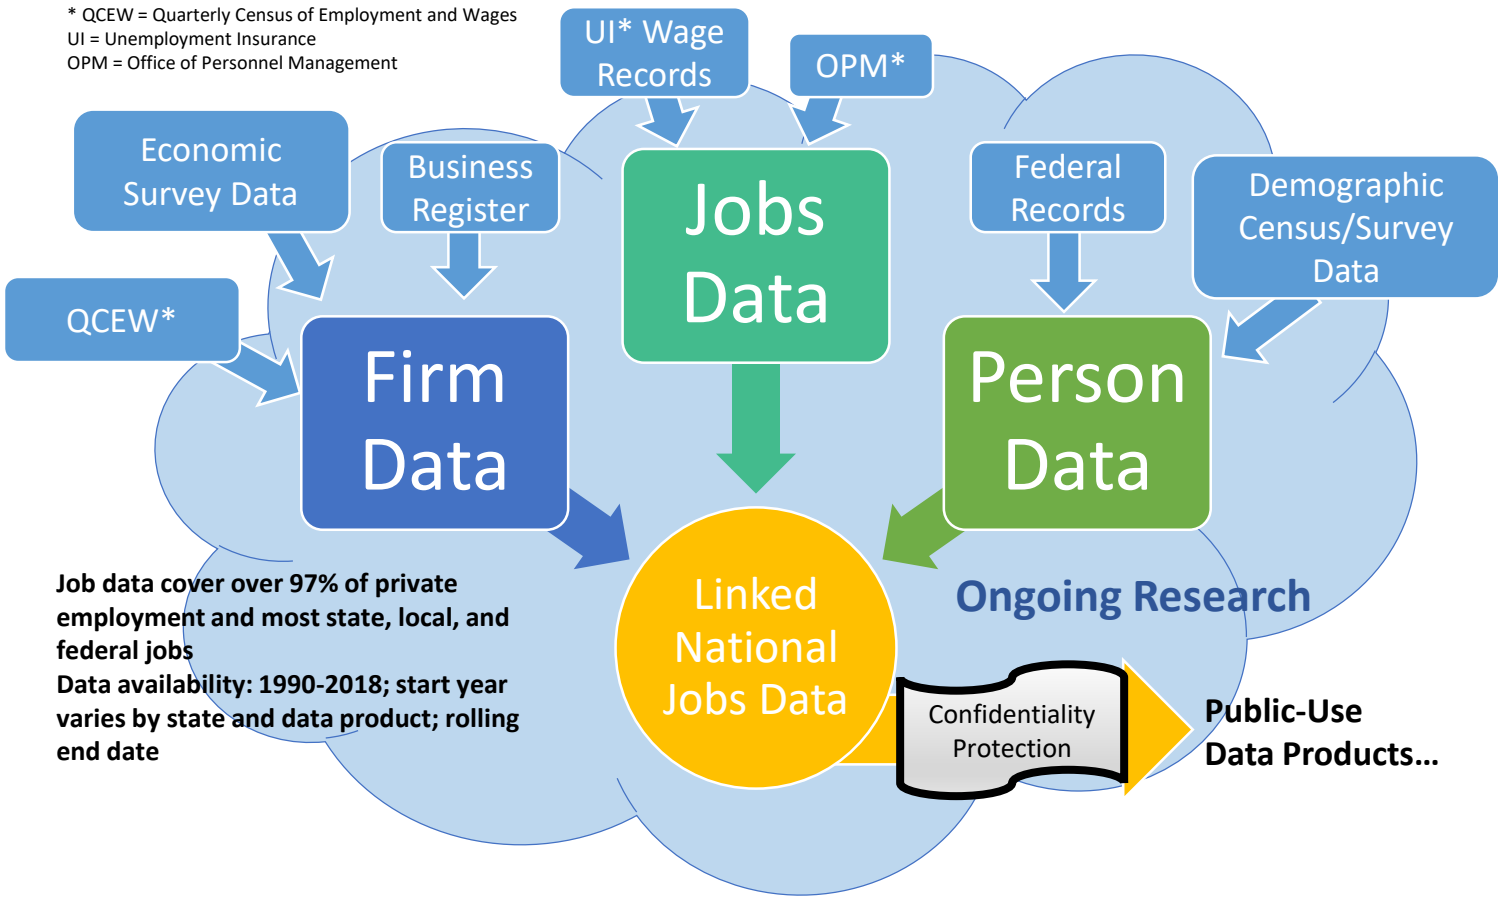 * QCEW = Quarterly Census of Employment and Wages
UI = Unemployment Insurance
OPM = Office of Personnel Management
UI* Wage
Records
OPM*
Economic
Survey Data
Business
Register
Jobs
Data
Federal
Records
Demographic
Census/Survey
Data
QCEW*
Firm
Data
Person
Data
Job data cover over 97% of private
employment and most state, local, and
federal jobs
Data availability: 1990-2018; start year
varies by state and data product; rolling
end date
Linked
National
Jobs Data
Ongoing Research
Confidentiality
Protection
Public-Use
Data Products…